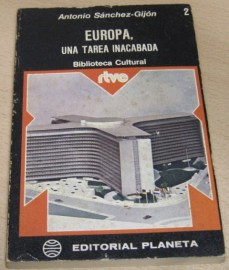 Antonio Sánchez-Gijón
2
EUROPA,
UNA TAREA INACABADA
Biblioteca Cultural
rtve
EDITORIAL PLANETA